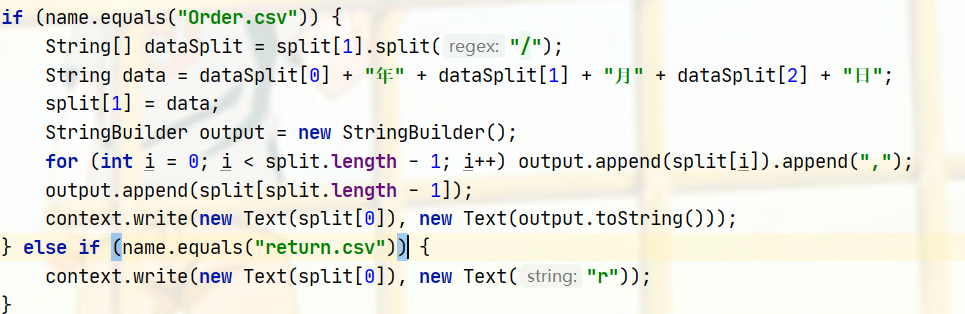 if (name.equals("Order.csv")) {
    String[] dataSplit = split[1].split( regex: "/");
    String data = dataSplit[0] + "年" + dataSplit[1] + "月" + dataSplit[2] + "日";
    split[1] = data;
    StringBuilder output = new StringBuilder();
    for (int i = 0; i < split.length - 1; i++) output.append(split[i]).append(",");
    output.append(split[split.length - 1]);
    context.write(new Text(split[0]), new Text(output.toString()));
} else if (name.equals("return.csv")) {
    context.write(new Text(split[0]), new Text( string: "r"));
}